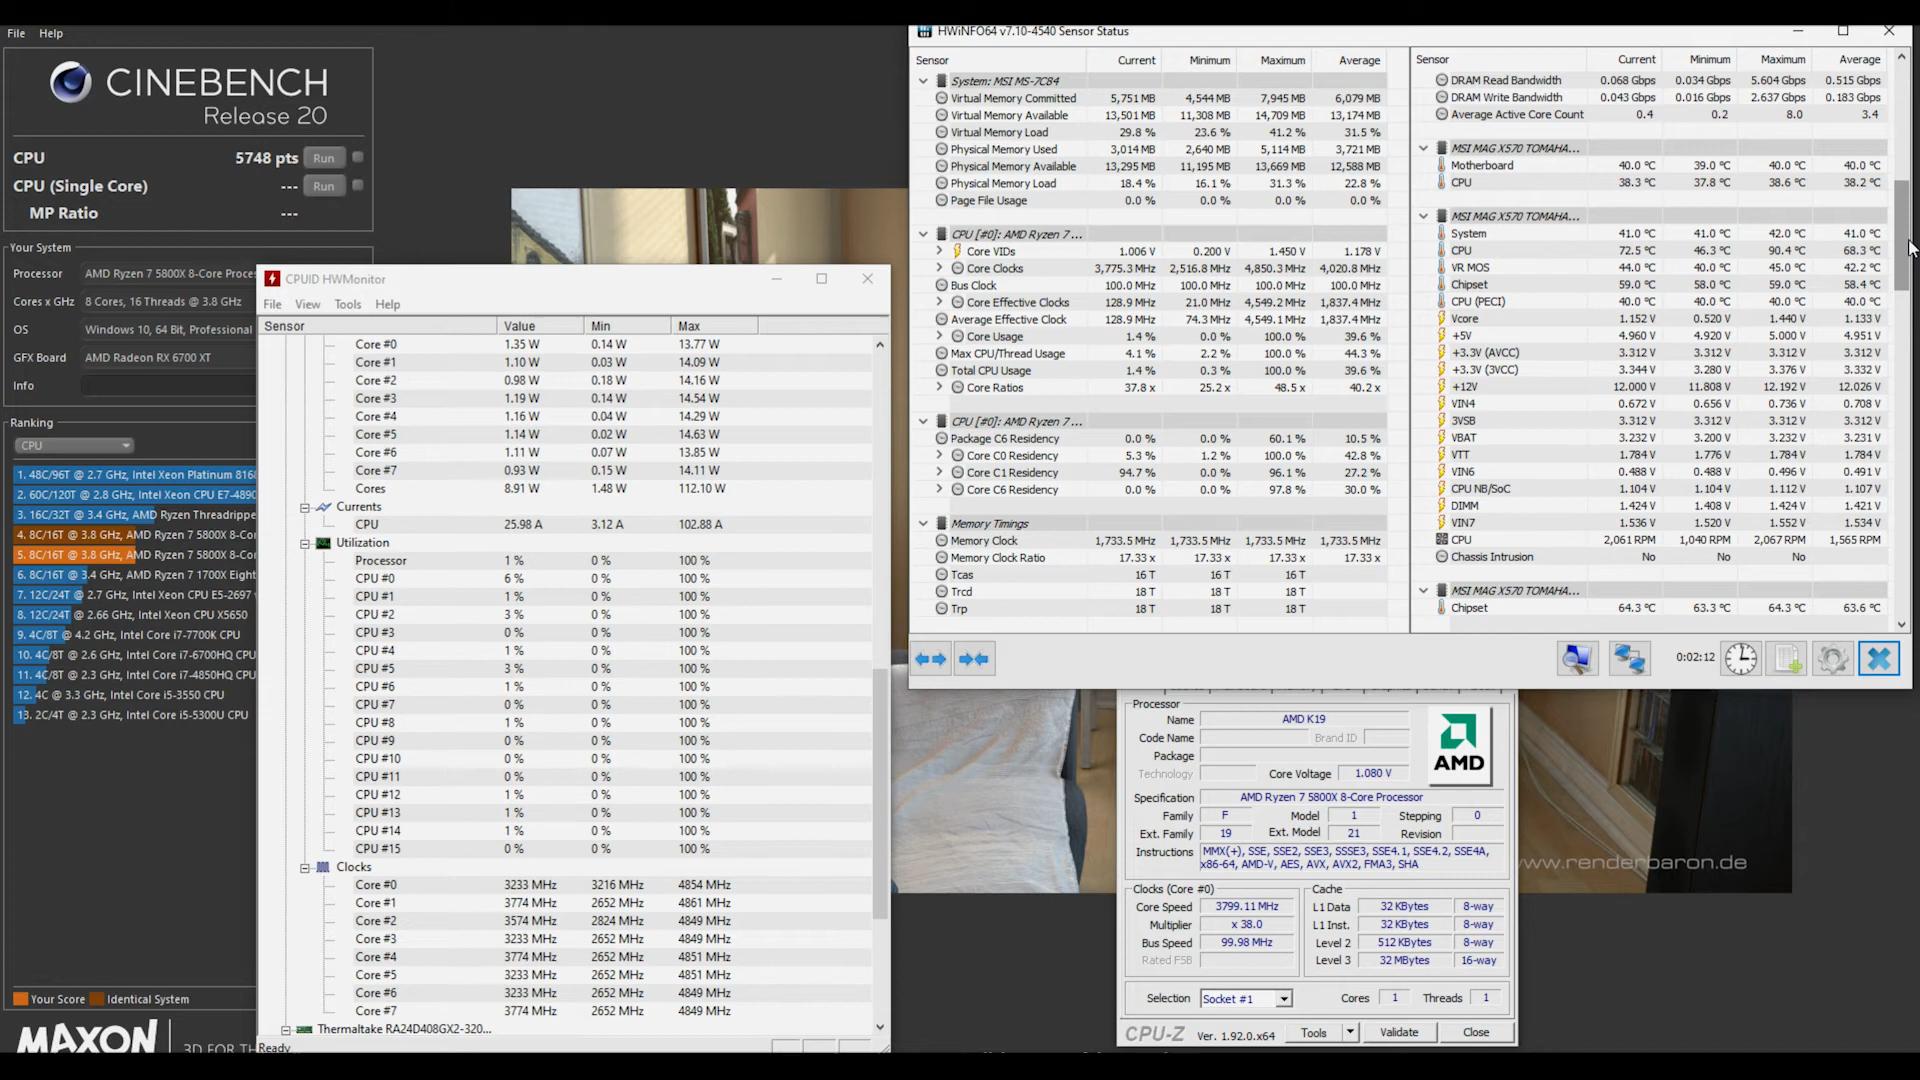 File Help
CINEBENCH
Release 20
CPU 5748 pts Run
CPU (Single Core) --- Run
MP Ratio ---
Your System
Processor AMD Ryzen 7 5800X 8-Core Proce
Cores x GHz 8 Cores, 16 Threads @ 3.8 GHz
OS Windows 10, 64 Bit, Professional
GFX Board AMD Radeon RX 6700 XT
Info
Ranking
CPU
1. 48C/96T @ 2.7 GHz, Intel Xeon Platinum 816
2. 60C/120T @ 2.8 GHz, Intel Xeon CPU E7-4890
3. 16C/32T @ 3.4 GHz, AMD Ryzen Threadrippe
4. 8C/16T @ 3.8 GHz, AMD Ryzen 7 5800X 8-Co
5. 8C/16T @ 3.8 GHz, AMD Ryzen 7 5800X 8-Co
6. 8C/16T @ 3.4 GHz, AMD Ryzen 7 1700X Eight
7. 12C/24T @ 2.7 GHz, Intel Xeon CPU E5-2697
8. 12C/24T @ 2.66 GHz, Intel Xeon CPU X5650
9. 4C/8T @ 4.2 GHz, Intel Core i7-7700K CPU
10. 4C/8T @ 2.6 GHz, Intel Core i7-6700HQ CPU
11. 4C/8T @ 2.3 GHz, Intel Core i7-4850HQ CPU
12. 4C @ 3.3 GHz, Intel Core i5-3550 CPU
13. 2C/4T @ 2.3 GHz, Intel Core i5-5300U CPU
Your Score Identical System
MAXON 3D FOR TH
CPUID HWMonitor
File View Tools Help
Sensor Value Min Max
Core #0 1.35 W 0.14 W 13.77 W
Core #1 1.10 W 0.03 W 14.09 W
Core #2 0.98 W 0.18 W 14.16 W
Core #3 1.19 W 0.14 W 14.54 W
Core #4 1.16 W 0.04 W 14.29 W
Core #5 1.14 W 0.02 W 14.63 W
Core #6 1.11 W 0.07 W 13.85 W
Core #7 0.93 W 0.15 W 14.11 W
Cores 8.91 W 1.48 W 112.10 W
Currents
CPU 25.98 A 3.12 A 102.88 A
Utilization
Processor 1 % 0 % 100 %
CPU #0 6 % 0 % 100 %
CPU #1 1 % 0 % 100 %
CPU #2 3 % 0 % 100 %
CPU #3 0 % 0 % 100 %
CPU #4 1 % 0 % 100 %
CPU #5 3 % 0 % 100 %
CPU #6 1 % 0 % 100 %
CPU #7 0 % 0 % 100 %
CPU #8 1 % 0 % 100 %
CPU #9 0 % 0 % 100 %
CPU #10 0 % 0 % 100 %
CPU #11 0 % 0 % 100 %
CPU #12 1 % 0 % 100 %
CPU #13 1 % 0 % 100 %
CPU #14 1 % 0 % 100 %
CPU #15 0 % 0 % 100 %
Clocks
Core #0 3233 MHz 3216 MHz 4854 MHz
Core #1 3774 MHz 2652 MHz 4861 MHz
Core #2 3574 MHz 2824 MHz 4849 MHz
Core #3 3233 MHz 2652 MHz 4849 MHz
Core #4 3774 MHz 2652 MHz 4851 MHz
Core #5 3233 MHz 2652 MHz 4851 MHz
Core #6 3233 MHz 2652 MHz 4849 MHz
Core #7 3774 MHz 2652 MHz 4849 MHz
Thermaltake RA24D408GX2-320...
Ready
HWiNFO64 v7.10-4540 Sensor Status
Sensor Current Minimum Maximum Average
System: MSI MS-7C84
Virtual Memory Committed 5,751 MB 4,544 MB 7,945 MB 6,079 MB
Virtual Memory Available 13,501 MB 11,308 MB 14,709 MB 13,174 MB
Virtual Memory Load 29.8 % 23.6 % 41.2 % 31.5 %
Physical Memory Used 3,014 MB 2,640 MB 5,114 MB 3,721 MB
Physical Memory Available 13,295 MB 11,195 MB 13,669 MB 12,588 MB
Physical Memory Load 18.4 % 16.1 % 31.3 % 22.8 %
Page File Usage 0.0 % 0.0 % 0.0 % 0.0 %
CPU [#0]: AMD Ryzen 7 ...
Core VIDs 1.006 V 0.200 V 1.450 V 1.178 V
Core Clocks 3,775.3 MHz 2,516.8 MHz 4,850.3 MHz 4,020.8 MHz
Bus Clock 100.0 MHz 100.0 MHz 100.0 MHz 100.0 MHz
Core Effective Clocks 128.9 MHz 21.0 MHz 4,549.2 MHz 1,837.4 MHz
Average Effective Clock 128.9 MHz 74.3 MHz 4,549.1 MHz 1,837.4 MHz
Core Usage 1.4 % 0.0 % 100.0 % 39.6 %
Max CPU/Thread Usage 4.1 % 2.2 % 100.0 % 44.3 %
Total CPU Usage 1.4 % 0.3 % 100.0 % 39.6 %
Core Ratios 37.8 x 25.2 x 48.5 x 40.2 x
CPU [#0]: AMD Ryzen 7 ...
Package C6 Residency 0.0 % 0.0 % 60.1 % 10.5 %
Core C0 Residency 5.3 % 1.2 % 100.0 % 42.8 %
Core C1 Residency 94.7 % 0.0 % 96.1 % 27.2 %
Core C6 Residency 0.0 % 0.0 % 97.8 % 30.0 %
Memory Timings
Memory Clock 1,733.5 MHz 1,733.5 MHz 1,733.5 MHz 1,733.5 MHz
Memory Clock Ratio 17.33 x 17.33 x 17.33 x 17.33 x
Tcas 16 T 16 T 16 T
Trcd 18 T 18 T 18 T
Trp 18 T 18 T 18 T
Sensor Current Minimum Maximum Average
DRAM Read Bandwidth 0.068 Gbps 0.034 Gbps 5.604 Gbps 0.515 Gbps
DRAM Write Bandwidth 0.043 Gbps 0.016 Gbps 2.637 Gbps 0.183 Gbps
Average Active Core Count 0.4 0.2 8.0 3.4
MSI MAG X570 TOMAHA...
Motherboard 40.0 °C 39.0 °C 40.0 °C 40.0 °C
CPU 38.3 °C 37.8 °C 38.6 °C 38.2 °C
MSI MAG X570 TOMAHA...
System 41.0 °C 41.0 °C 42.0 °C 41.0 °C
CPU 72.5 °C 46.3 °C 90.4 °C 68.3 °C
VR MOS 44.0 °C 40.0 °C 45.0 °C 42.2 °C
Chipset 59.0 °C 58.0 °C 59.0 °C 58.4 °C
CPU (PECI) 40.0 °C 40.0 °C 40.0 °C 40.0 °C
Vcore 1.152 V 0.520 V 1.440 V 1.133 V
+5V 4.960 V 4.920 V 5.000 V 4.951 V
+3.3V (AVCC) 3.312 V 3.312 V 3.312 V 3.312 V
+3.3V (3VCC) 3.344 V 3.280 V 3.376 V 3.332 V
+12V 12.000 V 11.808 V 12.192 V 12.026 V
VIN4 0.672 V 0.656 V 0.736 V 0.708 V
3VSB 3.312 V 3.312 V 3.312 V 3.312 V
VBAT 3.232 V 3.200 V 3.232 V 3.231 V
VTT 1.784 V 1.776 V 1.784 V 1.784 V
VIN6 0.488 V 0.488 V 0.496 V 0.491 V
CPU NB/SoC 1.104 V 1.104 V 1.112 V 1.107 V
DIMM 1.424 V 1.408 V 1.424 V 1.421 V
VIN7 1.536 V 1.520 V 1.552 V 1.534 V
CPU 2,061 RPM 1,040 RPM 2,067 RPM 1,565 RPM
Chassis Intrusion No No No
MSI MAG X570 TOMAHA...
Chipset 64.3 °C 63.3 °C 64.3 °C 63.6 °C
0:02:12
Processor
Name AMD K19
Code Name Brand ID
Package
Technology Core Voltage 1.080 V
AMD
Specification AMD Ryzen 7 5800X 8-Core Processor
Family F Model 1 Stepping 0
Ext. Family 19 Ext. Model 21 Revision
Instructions MMX(+), SSE, SSE2, SSE3, SSSE3, SSE4.1, SSE4.2, SSE4A,
x86-64, AMD-V, AES, AVX, AVX2, FMA3, SHA
Clocks (Core #0) Cache
Core Speed 3799.11 MHz L1 Data 32 KBytes 8-way
Multiplier x 38.0 L1 Inst. 32 KBytes 8-way
Bus Speed 99.98 MHz Level 2 512 KBytes 8-way
Rated FSB Level 3 32 MBytes 16-way
Selection Socket #1 Cores 1 Threads 1
CPU-Z Ver. 1.92.0.x64 Tools Validate Close
www.renderbaron.de